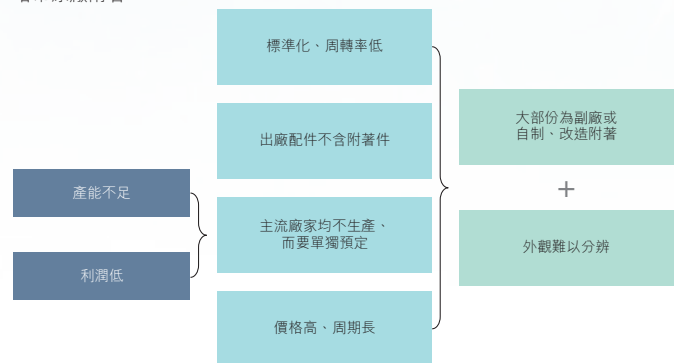 標準化、周轉率低
出廠配件不含附著件
主流廠家均不生產、
而要單獨預定
價格高、周期長
產能不足
利潤低
大部份為副廠或
自制、改造附著
+
外觀難以分辨